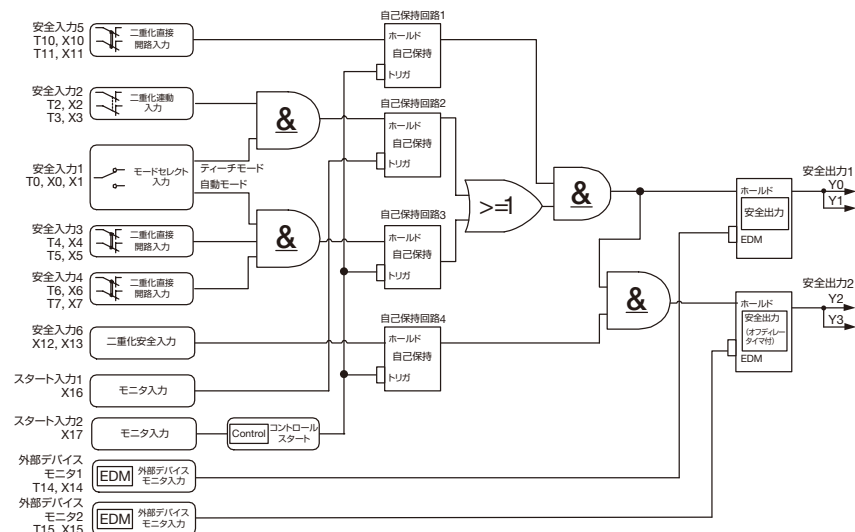 安全入力5
T10, X10
T11, X11
二重化直接
開路入力
安全入力2
T2, X2
T3, X3
二重化連動
入力
安全入力1
T0, X0, X1
モードセレクト
入力
ティーチモード
自動モード
安全入力3
T4, X4
T5, X5
二重化直接
開路入力
安全入力4
T6, X6
T7, X7
二重化直接
開路入力
安全入力6
X12, X13
二重化安全入力
スタート入力1
X16
モニタ入力
スタート入力2
X17
モニタ入力
Control
コントロール
スタート
外部デバイス
モニタ1
T14, X14
EDM
外部デバイス
モニタ入力
外部デバイス
モニタ2
T15, X15
EDM
外部デバイス
モニタ入力
&
&
自己保持回路1
ホールド
自己保持
トリガ
自己保持回路2
ホールド
自己保持
トリガ
自己保持回路3
ホールド
自己保持
トリガ
自己保持回路4
ホールド
自己保持
トリガ
>=1
&
&
安全出力1
Y0
Y1
ホールド
安全出力
EDM
安全出力2
Y2
Y3
ホールド
安全出力
(オフディレー
タイマ付)
EDM